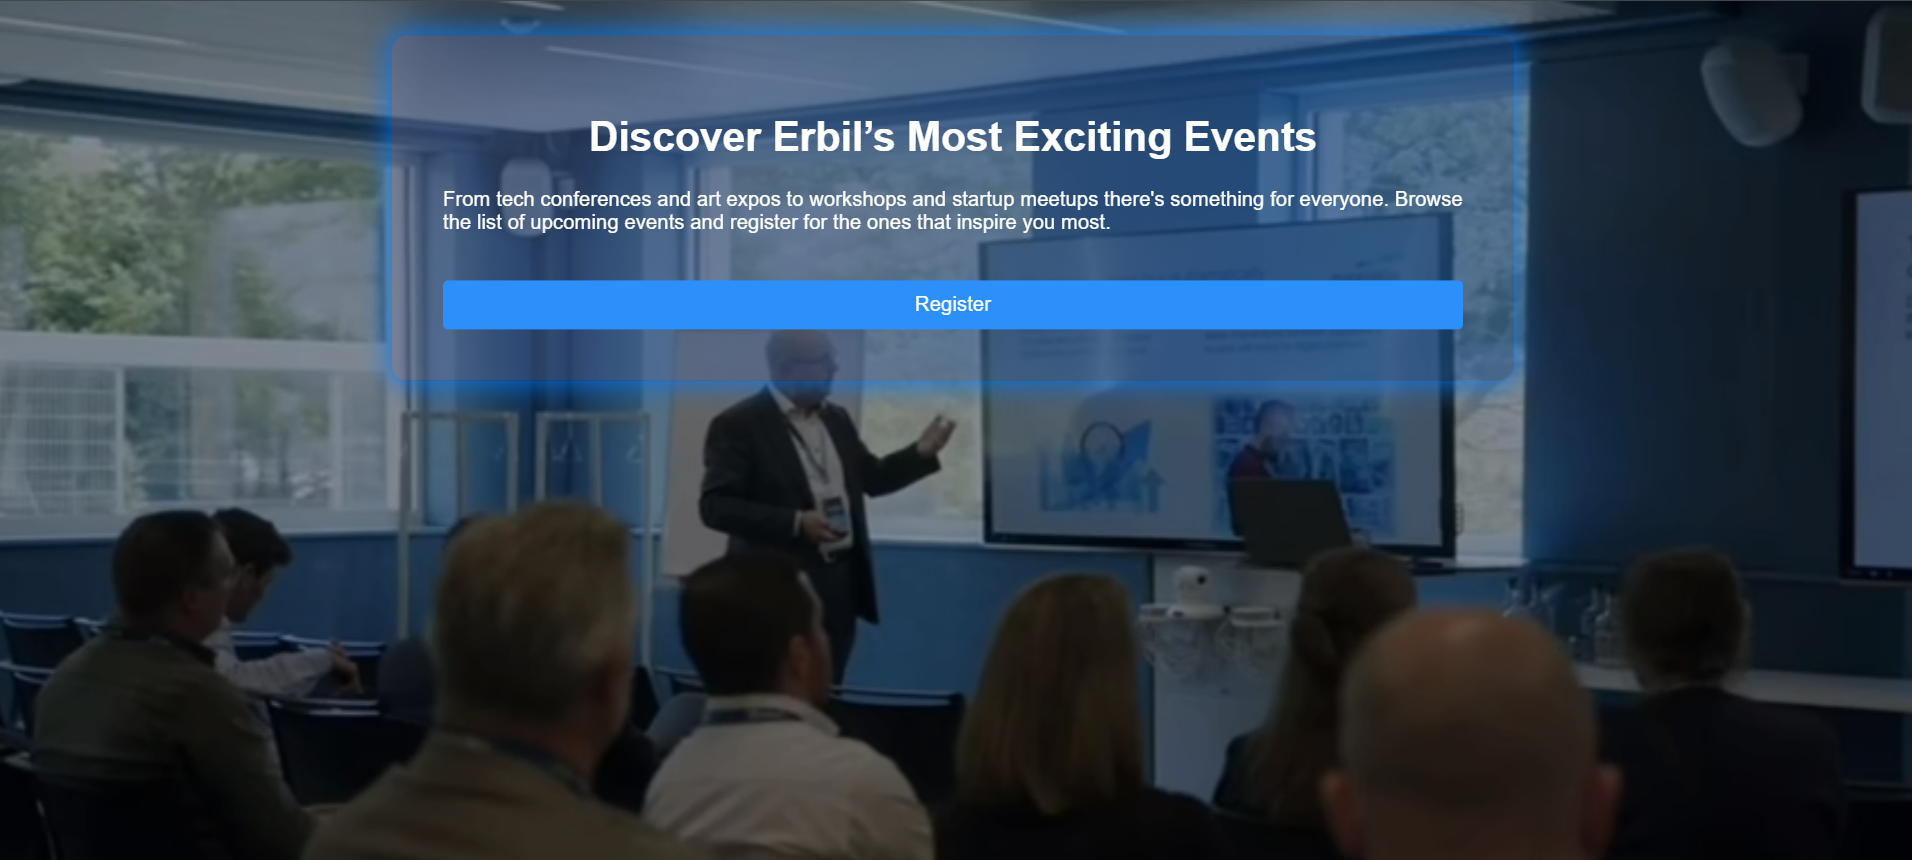 Discover Erbil’s Most Exciting Events
From tech conferences and art expos to workshops and startup meetups there's something for everyone. Browse
the list of upcoming events and register for the ones that inspire you most.
Register